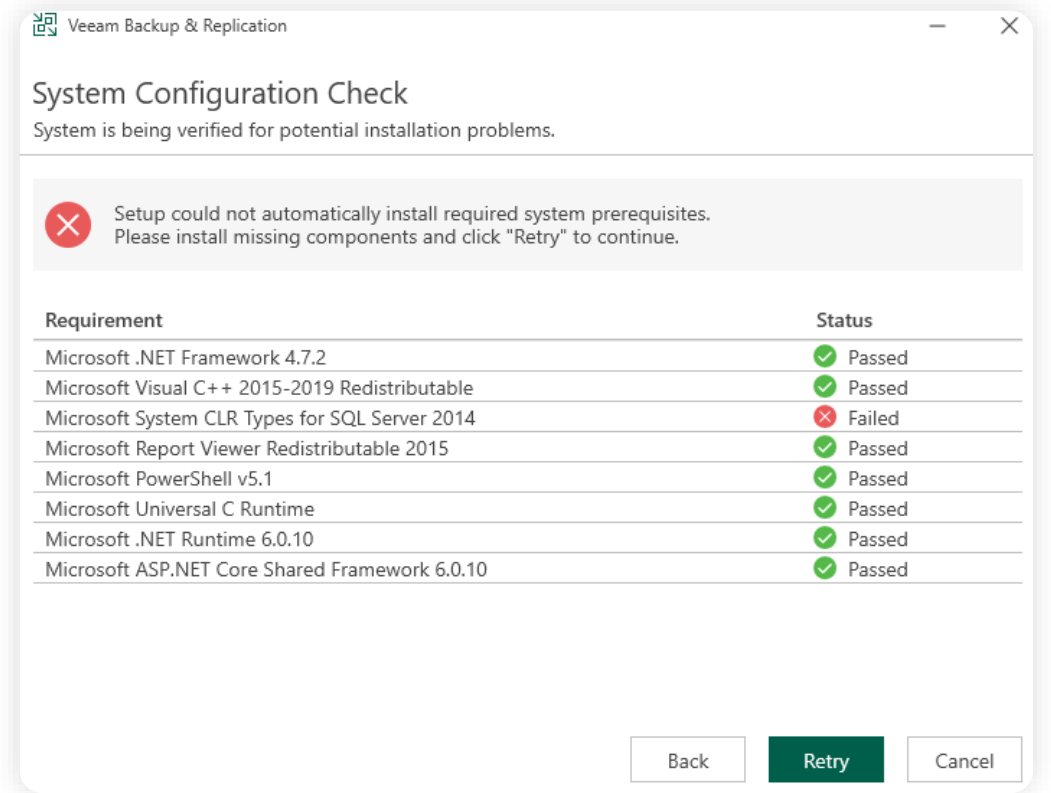 Veeam Backup & Replication
System Configuration Check
System is being verified for potential installation problems.
Setup could not automatically install required system prerequisites.
Please install missing components and click "Retry" to continue.
Requirement Status
Microsoft .NET Framework 4.7.2 Passed
Microsoft Visual C++ 2015-2019 Redistributable Passed
Microsoft System CLR Types for SQL Server 2014 Failed
Microsoft Report Viewer Redistributable 2015 Passed
Microsoft PowerShell v5.1 Passed
Microsoft Universal C Runtime Passed
Microsoft .NET Runtime 6.0.10 Passed
Microsoft ASP.NET Core Shared Framework 6.0.10 Passed
Back Retry Cancel